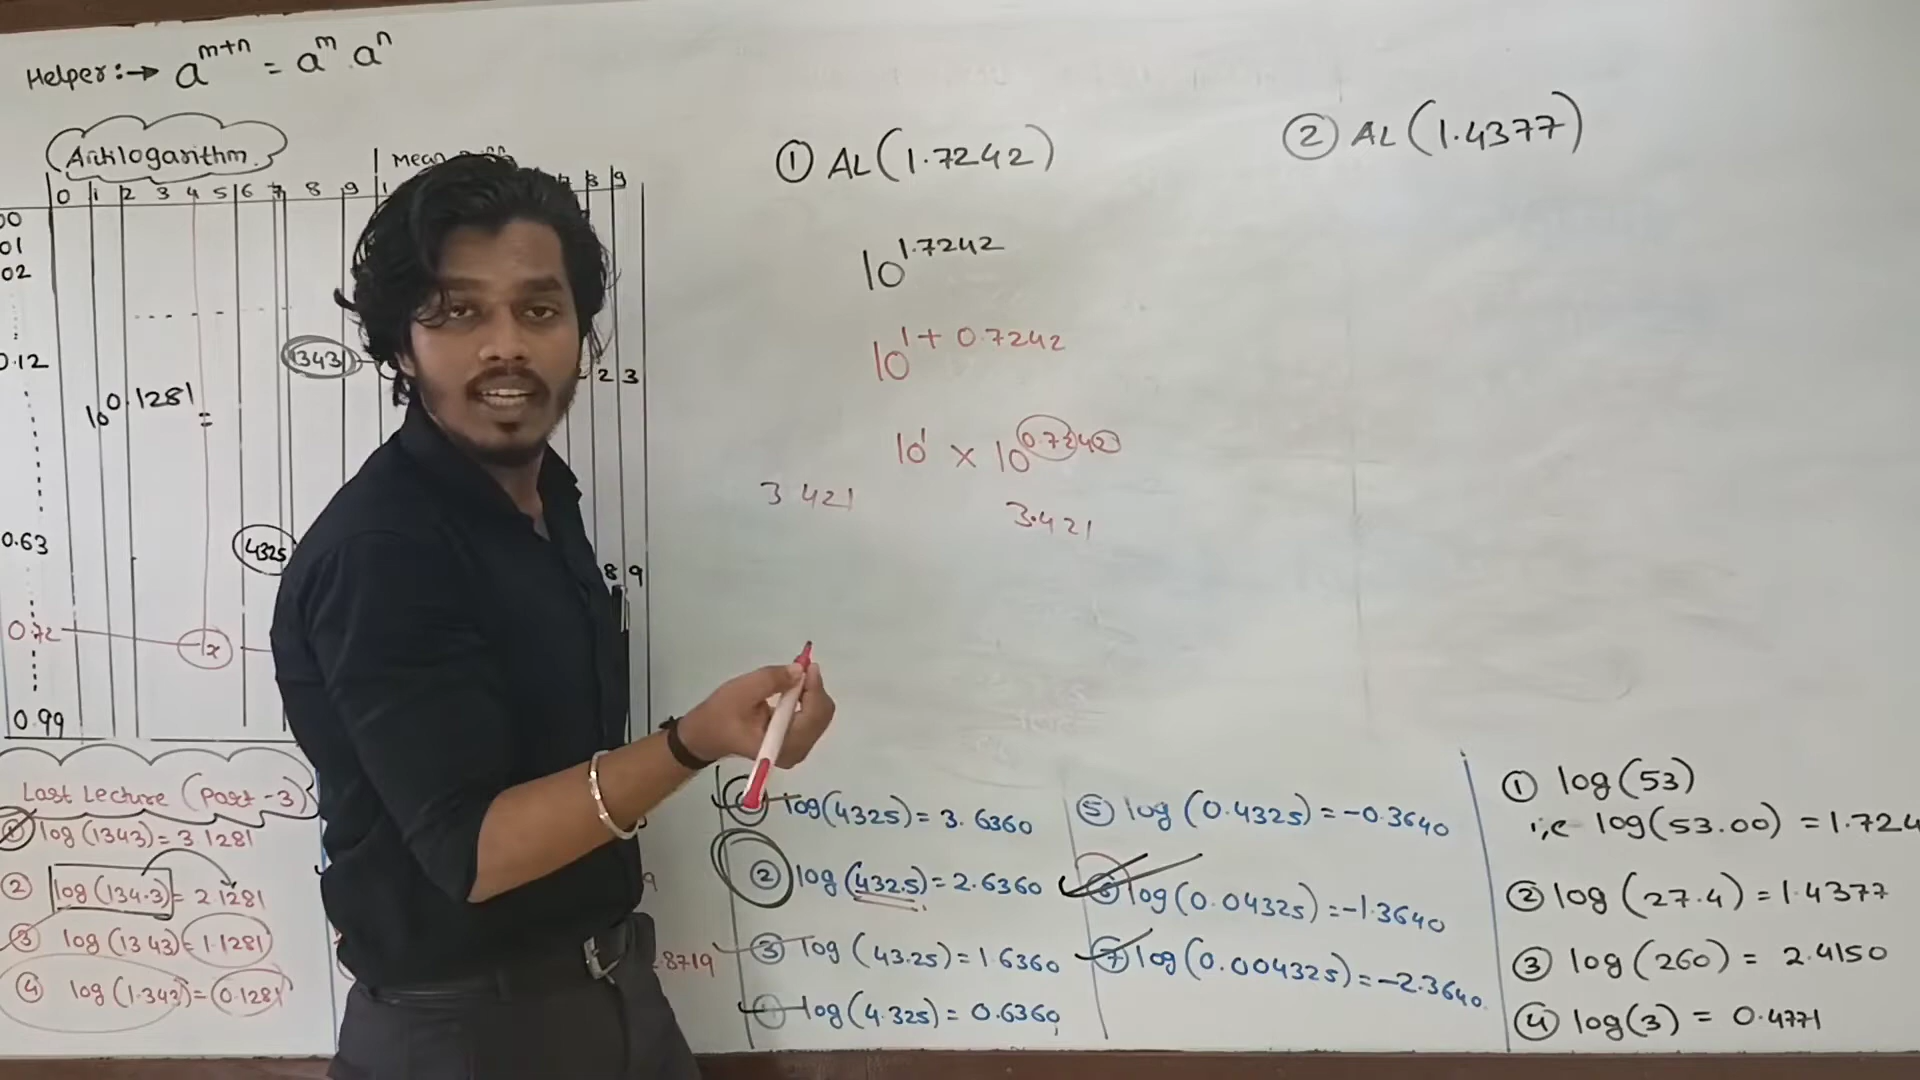 Helper:→ a^{m+n} = a^m . a^n
Antilogarithm
Mean
0 1 2 3 4 5 6 7 8 9
8 9
00
01
02
0.12
1343
2 3
10^{0.1281} =
0.63
4325
8 9
0.72
x
0.99
Last Lecture (Part-3)
① log(1343) = 3.1281
② log(134.3) = 2.1281
③ log(13 43) = 1.1281
④ log(1.343) = 0.1281
① AL(1.7242)
10^{1.7242}
10^{1 + 0.7242}
10^1 × 10^{0.7242}
3 421
3.421
② AL(1.4377)
log(4325) = 3.6360
② log(432.5) = 2.6360
③ log(43.25) = 1.6360
④ log(4.325) = 0.6360
⑤ log(0.4325) = -0.3640
⑥ log(0.04325) = -1.3640
⑦ log(0.004325) = -2.3640
.8719
① log(53)
i,e log(53.00) = 1.724
② log(27.4) = 1.4377
③ log(260) = 2.4150
④ log(3) = 0.4771